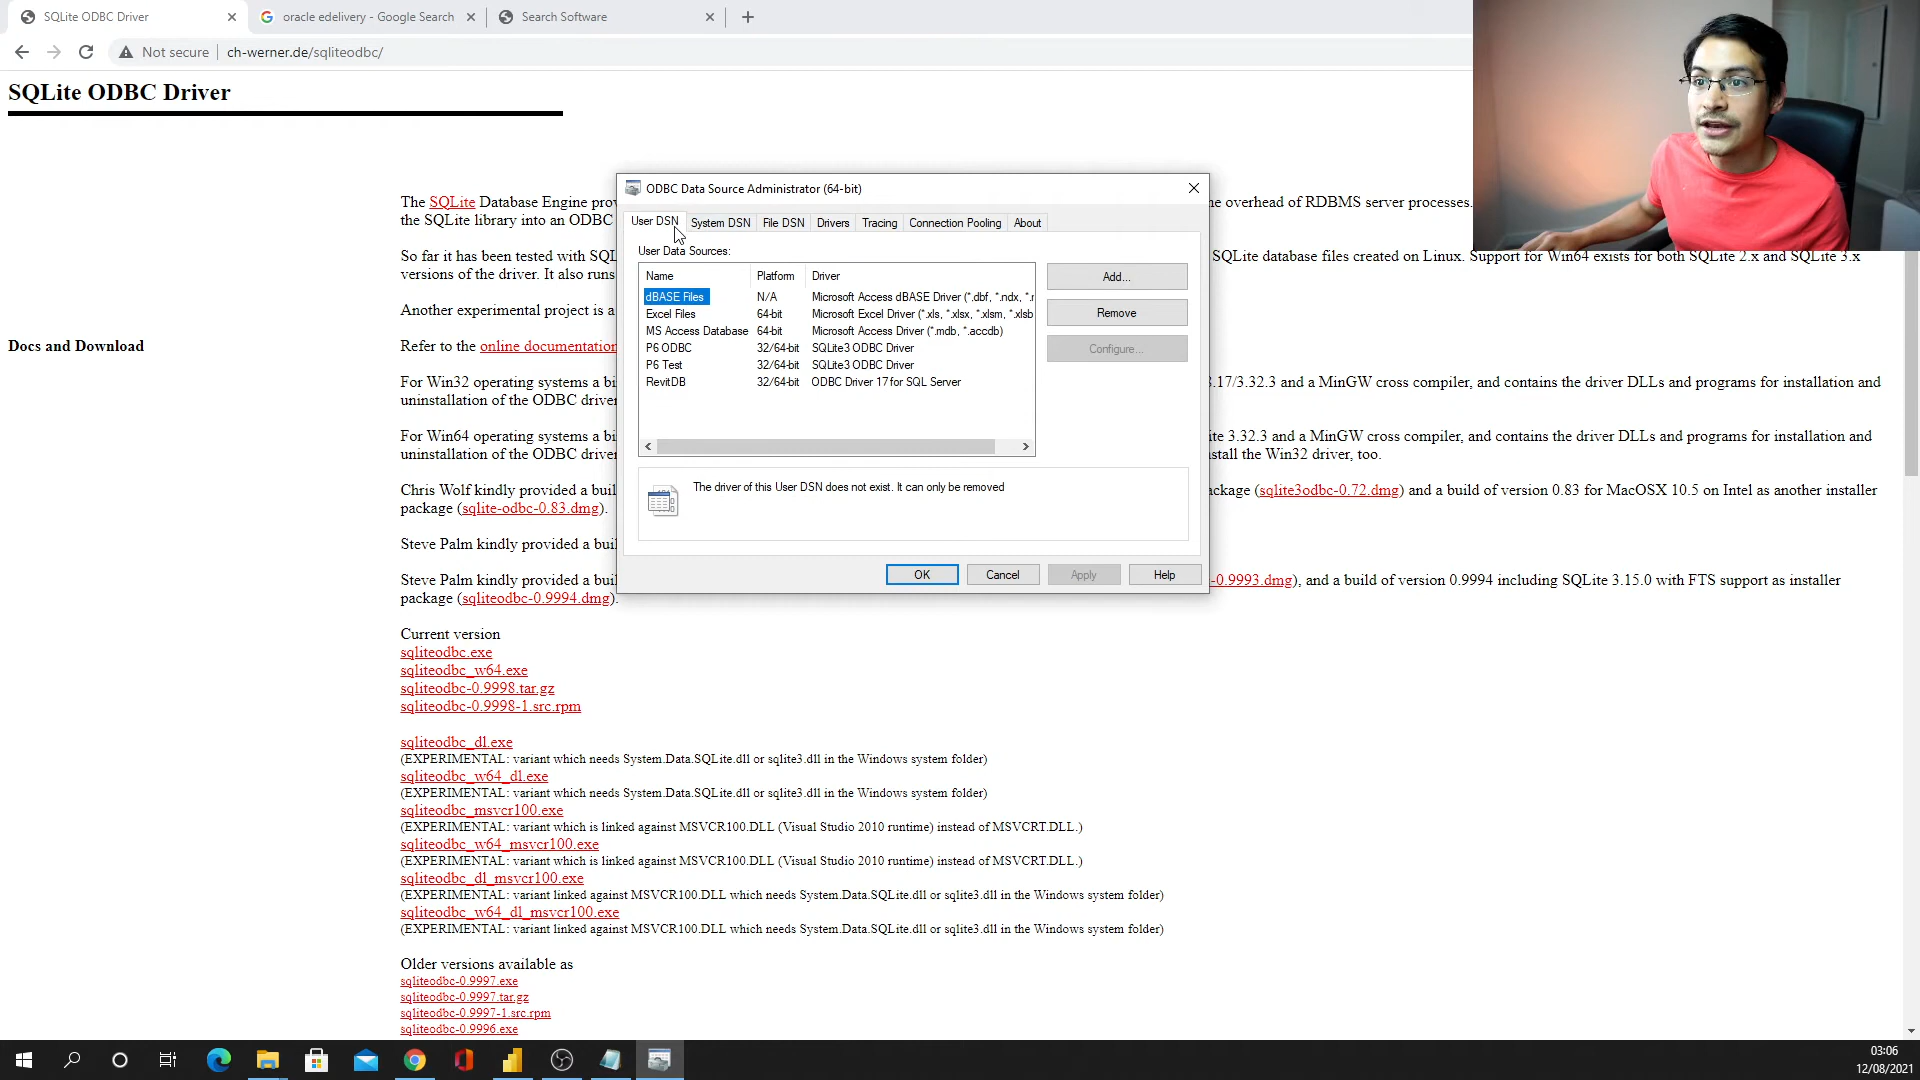 SQLite ODBC Driver
oracle edelivery - Google Search
Search Software
Not secure
ch-werner.de/sqliteodbc/
SQLite ODBC Driver
The SQLite Database Engine
e overhead of RDBMS server processes.
the SQLite library into an ODBC
So far it has been tested with
SQLite database files created on Linux. Support for Win64 exists for both SQLite 2.x and SQLite 3.x
versions of the driver. It also runs
Another experimental project is a
Docs and Download
Refer to the online documentation
For Win32 operating systems a
.17/3.32.3 and a MinGW cross compiler, and contains the driver DLLs and programs for installation and
uninstallation of the ODBC driver
For Win64 operating systems a
ite 3.32.3 and a MinGW cross compiler, and contains the driver DLLs and programs for installation and
uninstallation of the ODBC driver
stall the Win32 driver, too.
Chris Wolf kindly provided a
ckage (sqlite3odbc-0.72.dmg) and a build of version 0.83 for MacOSX 10.5 on Intel as another installer
package (sqlite-odbc-0.83.dmg).
Steve Palm kindly provided a
Steve Palm kindly provided a
-0.9993.dmg), and a build of version 0.9994 including SQLite 3.15.0 with FTS support as installer
package (sqliteodbc-0.9994.dmg).
Current version
sqliteodbc.exe
sqliteodbc_w64.exe
sqliteodbc-0.9998.tar.gz
sqliteodbc-0.9998-1.src.rpm
sqliteodbc_dl.exe
(EXPERIMENTAL: variant which needs System.Data.SQLite.dll or sqlite3.dll in the Windows system folder)
sqliteodbc_w64_dl.exe
(EXPERIMENTAL: variant which needs System.Data.SQLite.dll or sqlite3.dll in the Windows system folder)
sqliteodbc_msvcr100.exe
(EXPERIMENTAL: variant which is linked against MSVCR100.DLL (Visual Studio 2010 runtime) instead of MSVCRT.DLL.)
sqliteodbc_w64_msvcr100.exe
(EXPERIMENTAL: variant which is linked against MSVCR100.DLL (Visual Studio 2010 runtime) instead of MSVCRT.DLL.)
sqliteodbc_dl_msvcr100.exe
(EXPERIMENTAL: variant linked against MSVCR100.DLL which needs System.Data.SQLite.dll or sqlite3.dll in the Windows system folder)
sqliteodbc_w64_dl_msvcr100.exe
(EXPERIMENTAL: variant linked against MSVCR100.DLL which needs System.Data.SQLite.dll or sqlite3.dll in the Windows system folder)
Older versions available as
sqliteodbc-0.9997.exe
sqliteodbc-0.9997.tar.gz
sqliteodbc-0.9997-1.src.rpm
sqliteodbc-0.9996.exe
ODBC Data Source Administrator (64-bit)
User DSN System DSN File DSN Drivers Tracing Connection Pooling About
User Data Sources:
Name Platform Driver
dBASE Files N/A Microsoft Access dBASE Driver (*.dbf, *.ndx, *.
Excel Files 64-bit Microsoft Excel Driver (*.xls, *.xlsx, *.xlsm, *.xlsb
MS Access Database 64-bit Microsoft Access Driver (*.mdb, *.accdb)
P6 ODBC 32/64-bit SQLite3 ODBC Driver
P6 Test 32/64-bit SQLite3 ODBC Driver
RevitDB 32/64-bit ODBC Driver 17 for SQL Server
Add...
Remove
Configure...
The driver of this User DSN does not exist. It can only be removed
OK Cancel Apply Help
03:06
12/08/2021